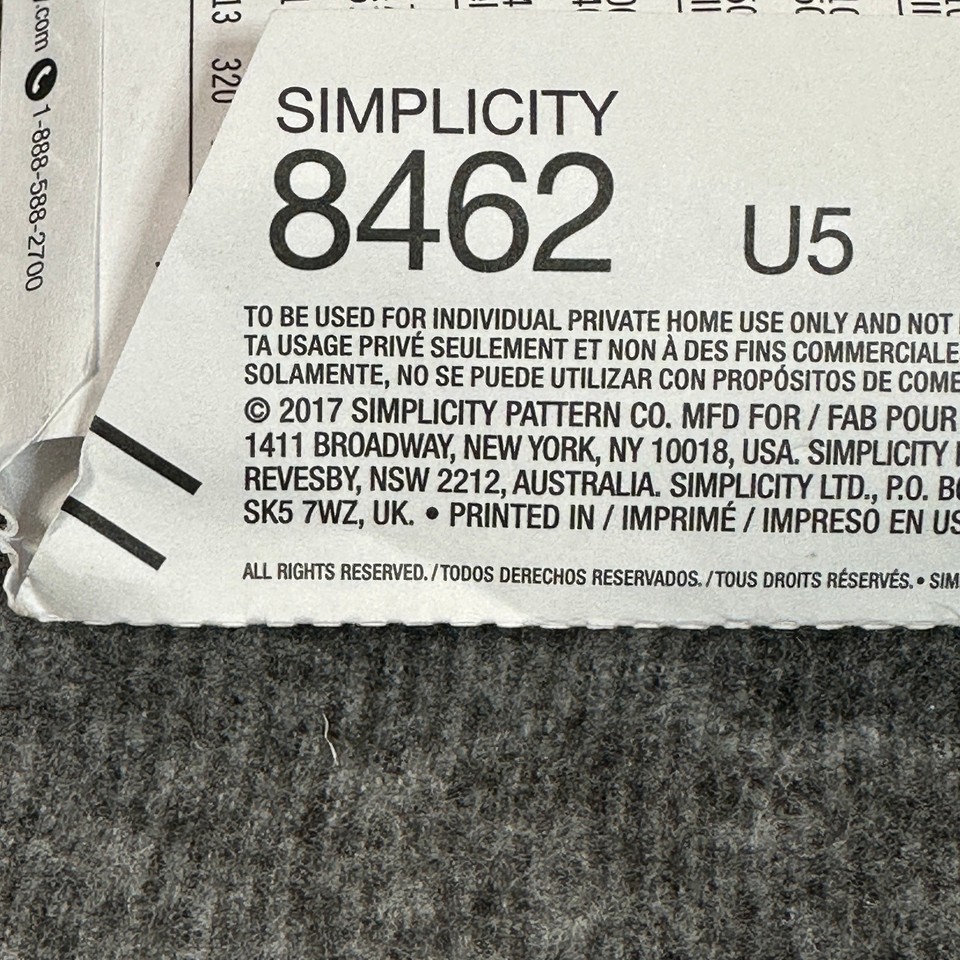 SIMPLICITY
8462 U5
TO BE USED FOR INDIVIDUAL PRIVATE HOME USE ONLY AND NOT
TA USAGE PRIVÉ SEULEMENT ET NON À DES FINS COMMERCIALE
SOLAMENTE, NO SE PUEDE UTILIZAR CON PROPÓSITOS DE COME
© 2017 SIMPLICITY PATTERN CO. MFD FOR / FAB POUR
1411 BROADWAY, NEW YORK, NY 10018, USA. SIMPLICITY
REVESBY, NSW 2212, AUSTRALIA. SIMPLICITY LTD., P.O.
SK5 7WZ, UK. • PRINTED IN / IMPRIMÉ / IMPRESO EN US
ALL RIGHTS RESERVED. / TODOS DERECHOS RESERVADOS. / TOUS DROITS RÉSERVÉS. • SIM
.com 1-888-588-2700
13 320